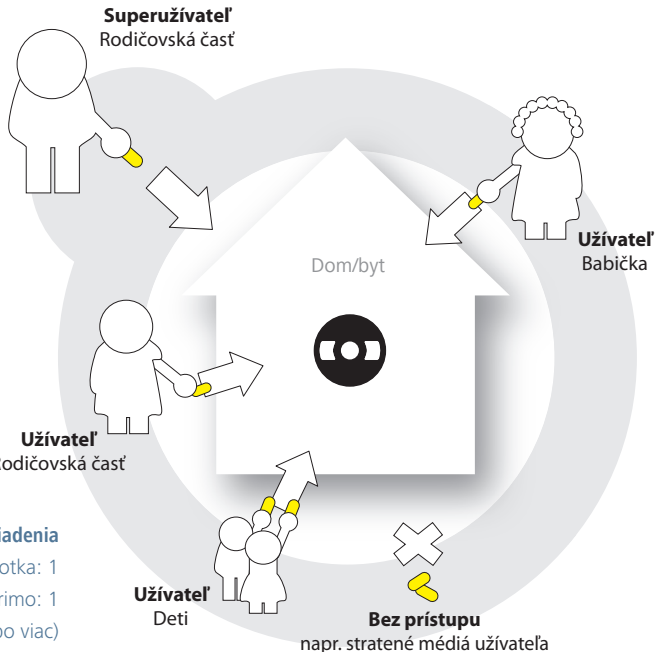 Superužívateľ
Rodičovská časť
Užívateľ
Babička
Dom/byt
Užívateľ
odičovská časť
iadenia
otka: 1
rimo: 1
oo viac)
Užívateľ
Deti
Bez prístupu
napr. stratené médiá užívateľa